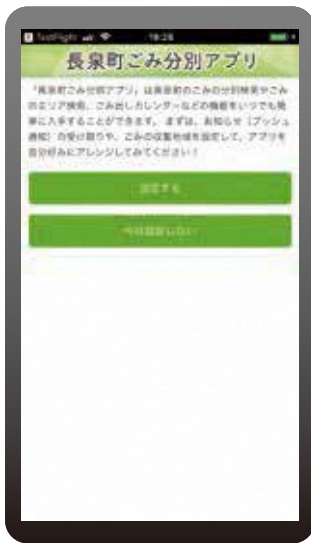 TestFlight 18:28
長泉町ごみ分別アプリ
「長泉町ごみ分別アプリ」は長泉町のごみの分別検索やごみ
のエリア検索、ごみ出しカレンダーなどの機能をいつでも簡
単に入手することができます。まずは、お知らせ（プッシュ
通知）の受け取りや、ごみの収集地域を設定して、アプリを
自分好みにアレンジしてみてください！
設定する
今は設定しない